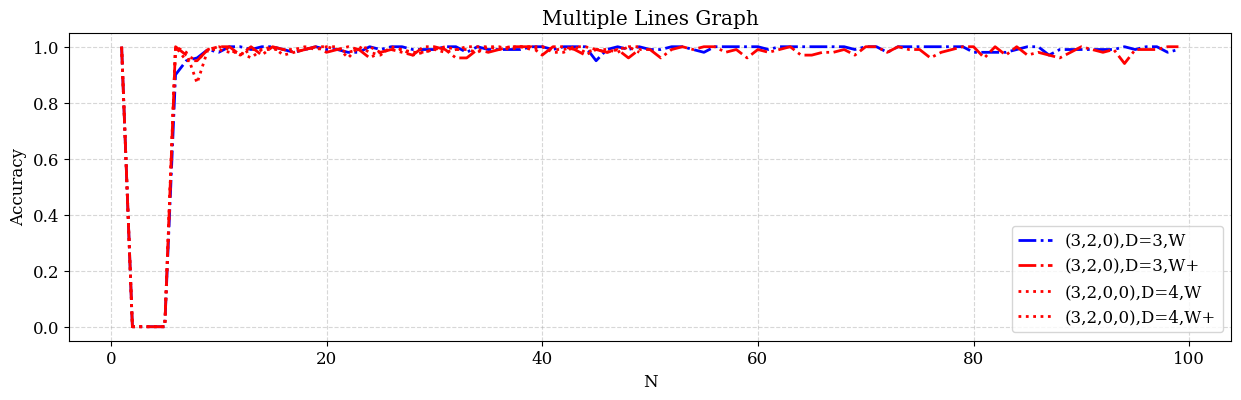 Multiple Lines Graph
Accuracy
1.0
0.8
0.6
0.4
0.2
0.0
(3,2,0),D=3,W
(3,2,0),D=3,W+
(3,2,0,0),D=4,W
(3,2,0,0),D=4,W+
0 20 40 60 80 100
N